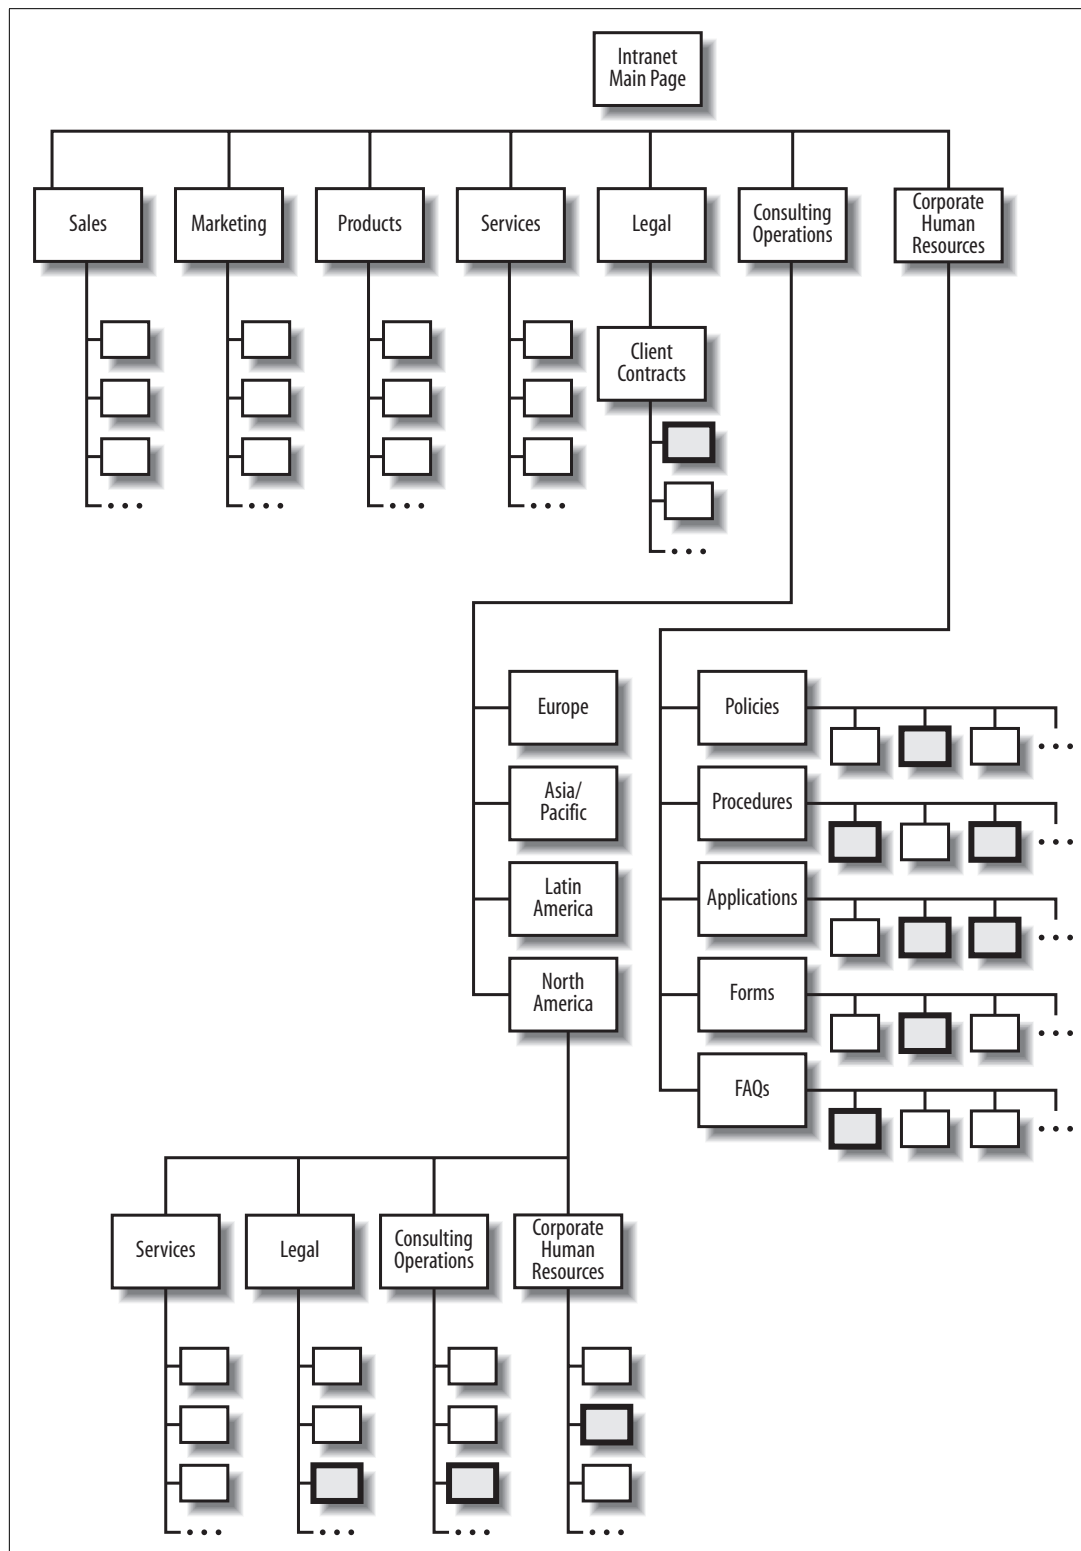 Intranet
Main Page
Sales
Marketing
Products
Services
Legal
Consulting
Operations
Corporate
Human
Resources
Client
Contracts
Europe
Policies
Asia/
Pacific
Procedures
Latin
America
Applications
North
America
Forms
FAQs
Services
Legal
Consulting
Operations
Corporate
Human
Resources